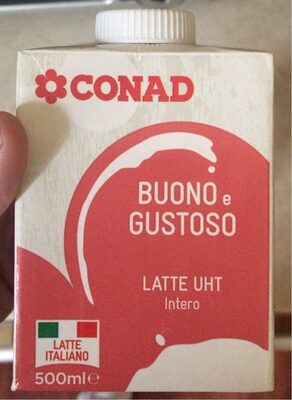 CONAD
BUONO e
GUSTOSO
LATTE UHT
Intero
LATTE
ITALIANO
500ml℮